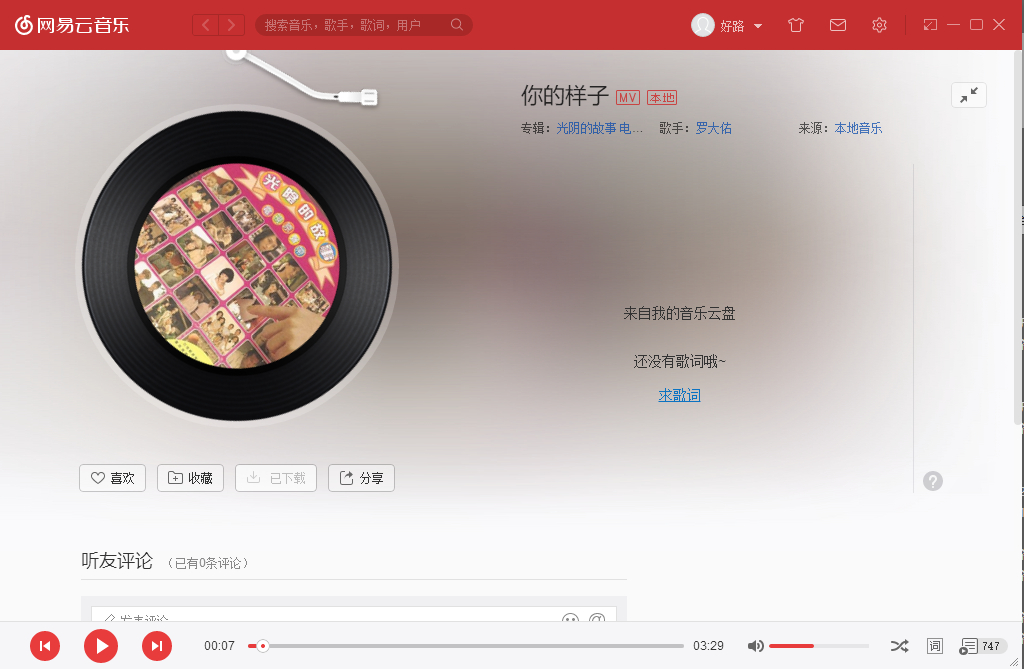 网易云音乐
搜索音乐，歌手，歌词，用户
好路
你的样子 MV 本地
专辑：光阴的故事 电... 歌手：罗大佑 来源：本地音乐
光阴的故事
来自我的音乐云盘
还没有歌词哦~
求歌词
喜欢 收藏 已下载 分享
?
听友评论 （已有0条评论）
发表评论
00:07 03:29 词 747